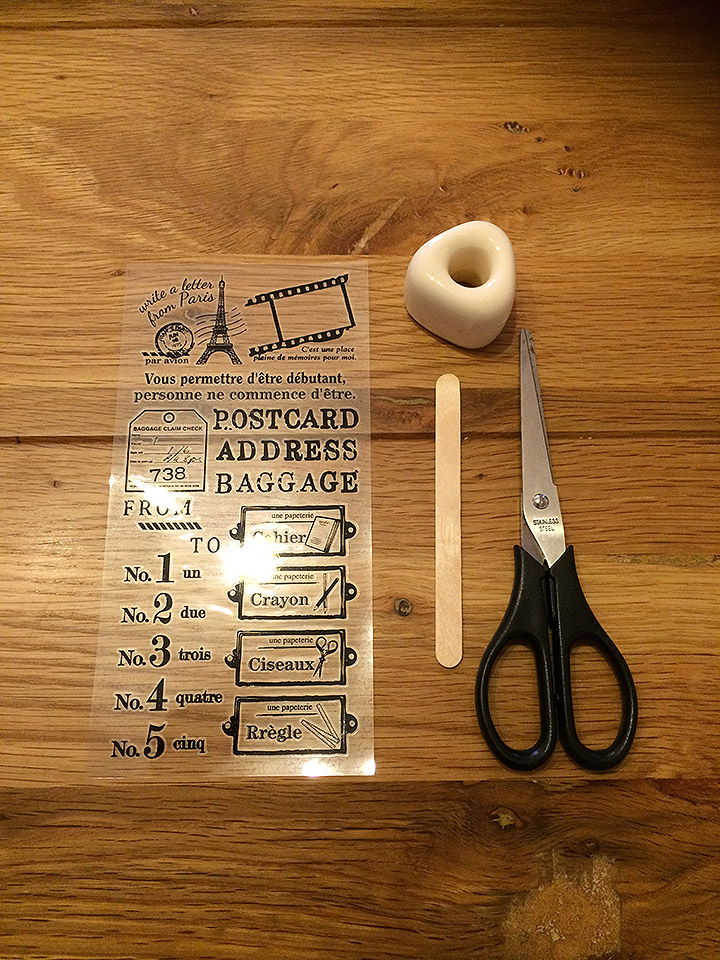 write a letter
from Paris
par avion
C'est une place
pleine de mémoires pour moi.
Vous permettre d'être débutant,
personne ne commence d'être.
BAGGAGE CLAIM CHECK
738
POSTCARD
ADDRESS
BAGGAGE
FROM
TO
No. 1 un
No. 2 due
No. 3 trois
No. 4 quatre
No. 5 cinq
une papeterie
Cahier
une papeterie
Crayon
une papeterie
Ciseaux
une papeterie
Rrègle
STAINLESS
STEEL